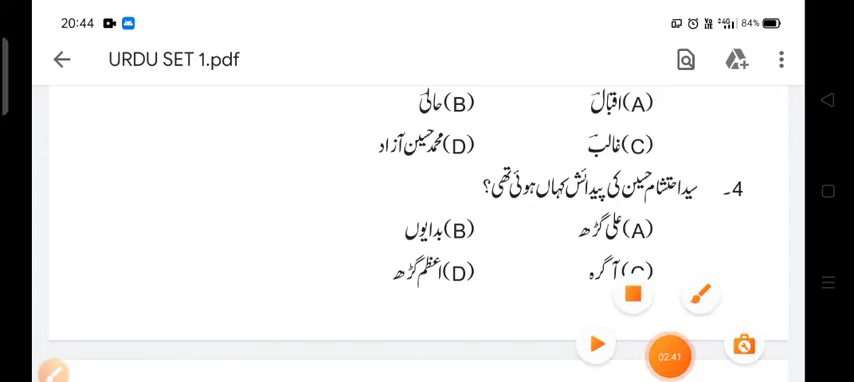 20:44 84%
URDU SET 1.pdf
(A) اقبالؔ (B) حالیؔ
(C) غالبؔ (D) محمد حسین آزاد
4۔ سید احتشام حسین کی پیدائش کہاں ہوئی تھی؟
(A) علی گڑھ (B) بدایوں
(C) آگرہ (D) اعظم گڑھ
02:41